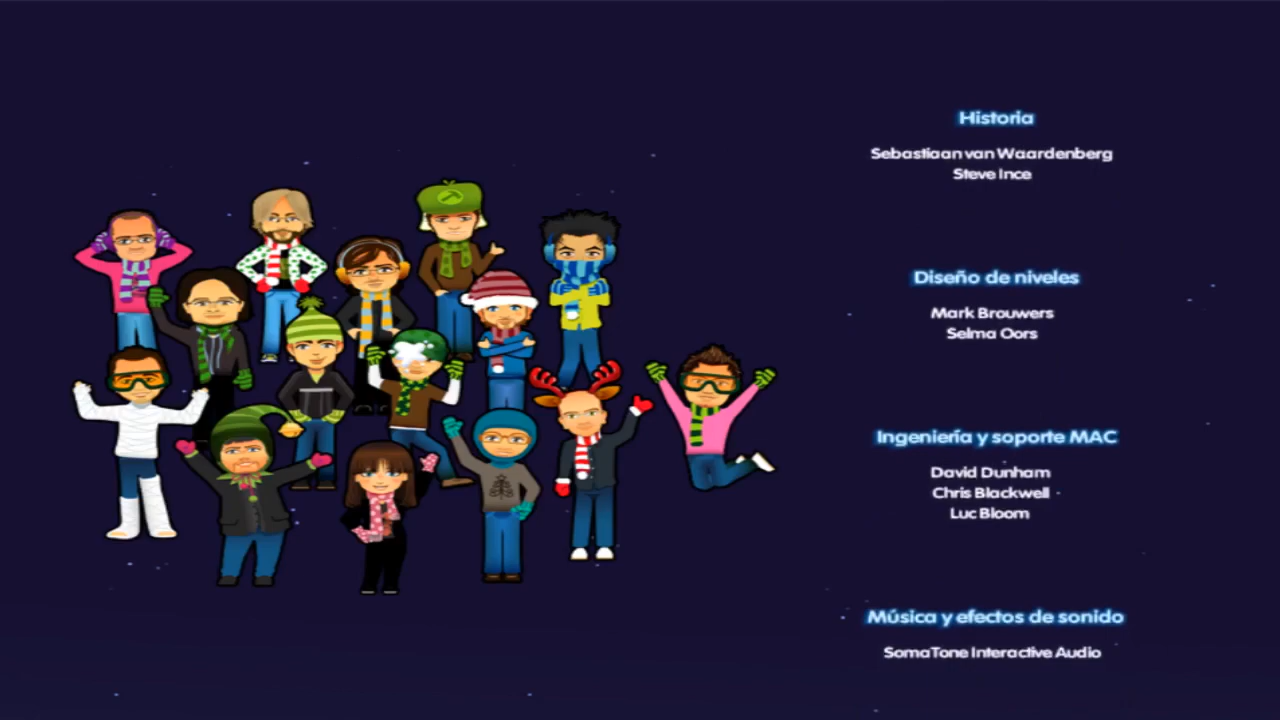 Historia
Sebastiaan van Waardenberg
Steve Ince
Diseño de niveles
Mark Brouwers
Selma Oors
Ingeniería y soporte MAC
David Dunham
Chris Blackwell
Luc Bloom
Música y efectos de sonido
SomaTone Interactive Audio